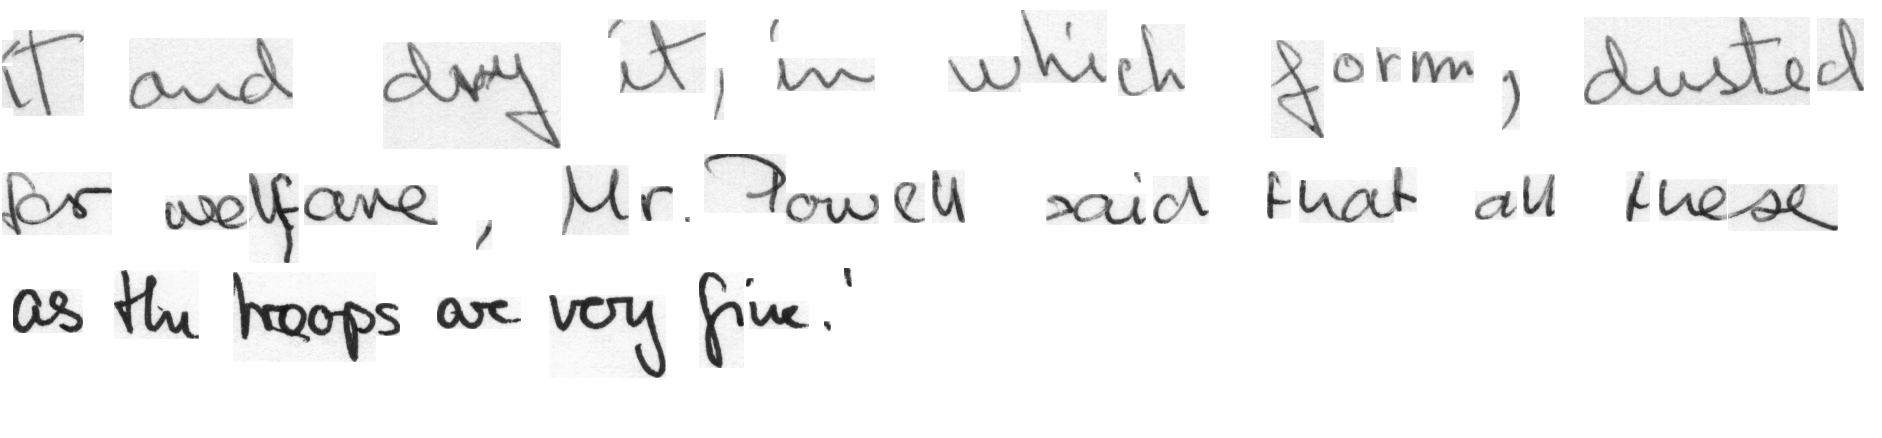 it and dry it, in which form, dusted
for welfare, Mr. Powell said that all these
as the troops are very fine.'